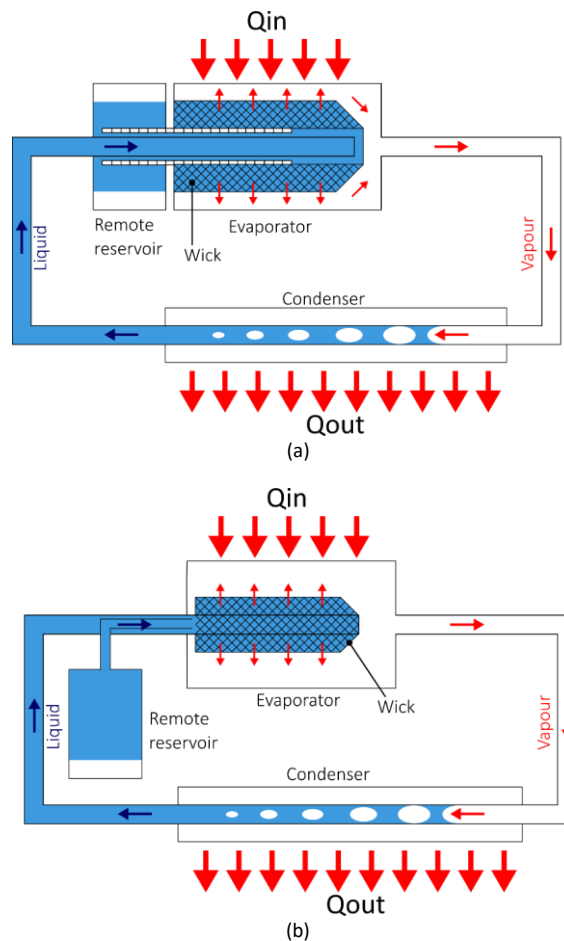 Qin
Remote
reservoir
Evaporator
Wick
Liquid
Vapour
Condenser
Qout
(a)
Qin
Evaporator
Wick
Remote
reservoir
Liquid
Vapour
Condenser
Qout
(b)